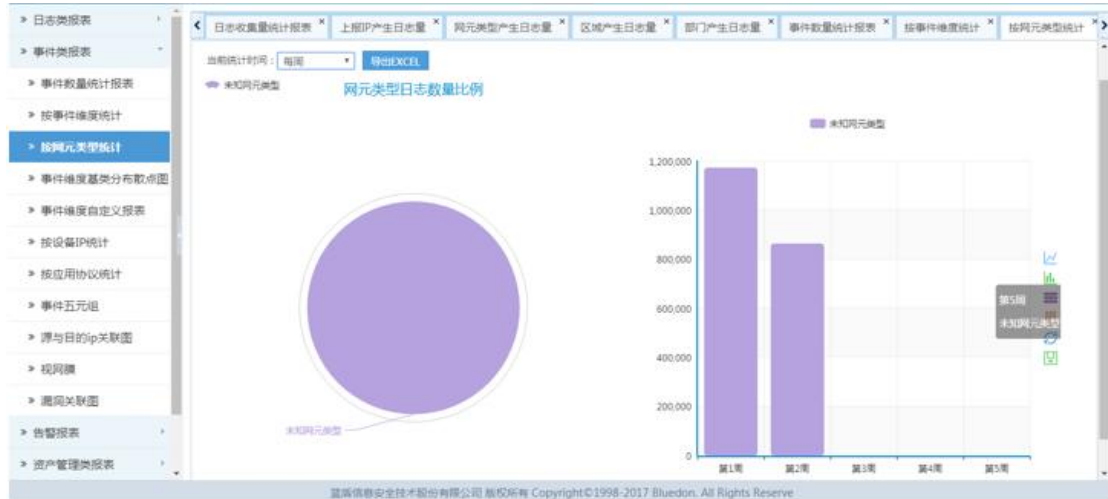 » 日志类报表
» 事件类报表
» 事件数量统计报表
» 按事件维度统计
» 按网元类型统计
» 事件维度基类分布散点图
» 事件维度自定义报表
» 按设备IP统计
» 按应用协议统计
» 事件五元组
» 源与目的ip关联图
» 视网膜
» 漏洞关联图
» 告警报表
» 资产管理类报表
日志收集量统计报表 × 上报IP产生日志量 × 网元类型产生日志量 × 区域产生日志量 × 部门产生日志量 × 事件数量统计报表 × 按事件维度统计 × 按网元类型统计 ×
当前统计时间: 每周 导出EXCEL
未知网元类型
网元类型日志数量比例
未知网元类型
未知网元类型
1,200,000
1,000,000
800,000
600,000
400,000
200,000
0
第1周 第2周 第3周 第4周 第5周
第5周
未知网元类型
蓝盾信息安全技术股份有限公司 版权所有 Copyright©1998-2017 Bluedon. All Rights Reserve